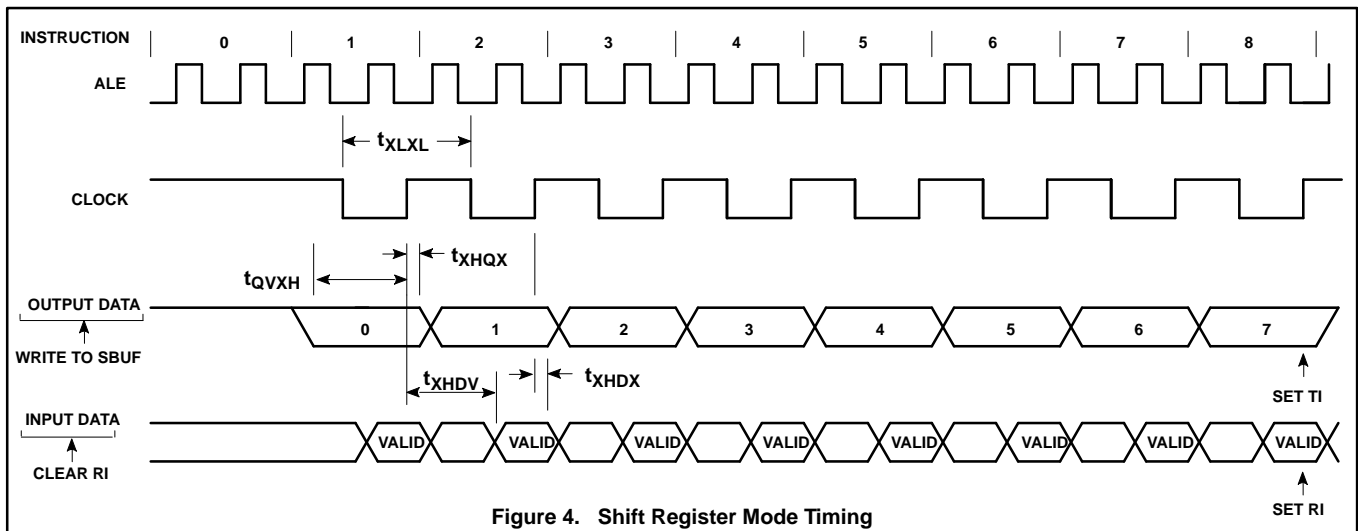 INSTRUCTION 0 1 2 3 4 5 6 7 8
ALE
tXLXL
CLOCK
tXHQX
tQVXH
OUTPUT DATA
0 1 2 3 4 5 6 7
WRITE TO SBUF
tXHDV
tXHDX
SET TI
INPUT DATA
VALID VALID VALID VALID VALID VALID VALID VALID
CLEAR RI
SET RI
Figure 4. Shift Register Mode Timing